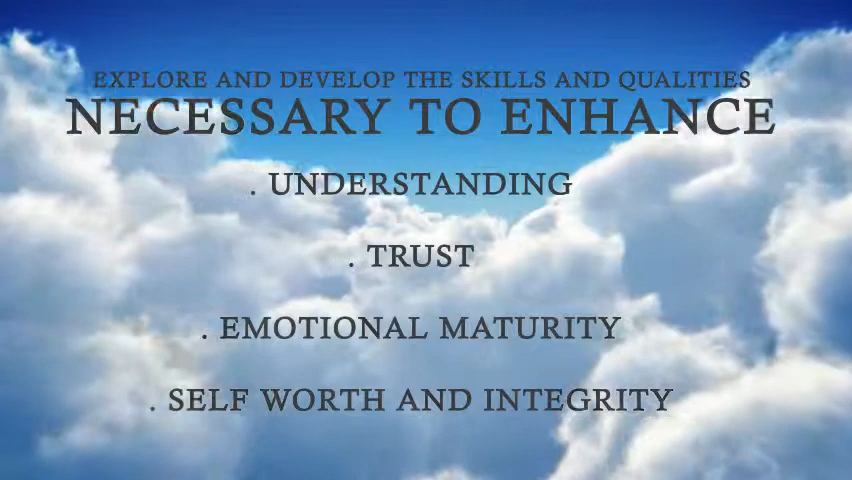 EXPLORE AND DEVELOP THE SKILLS AND QUALITIES
NECESSARY TO ENHANCE
. UNDERSTANDING
. TRUST
. EMOTIONAL MATURITY
. SELF WORTH AND INTEGRITY